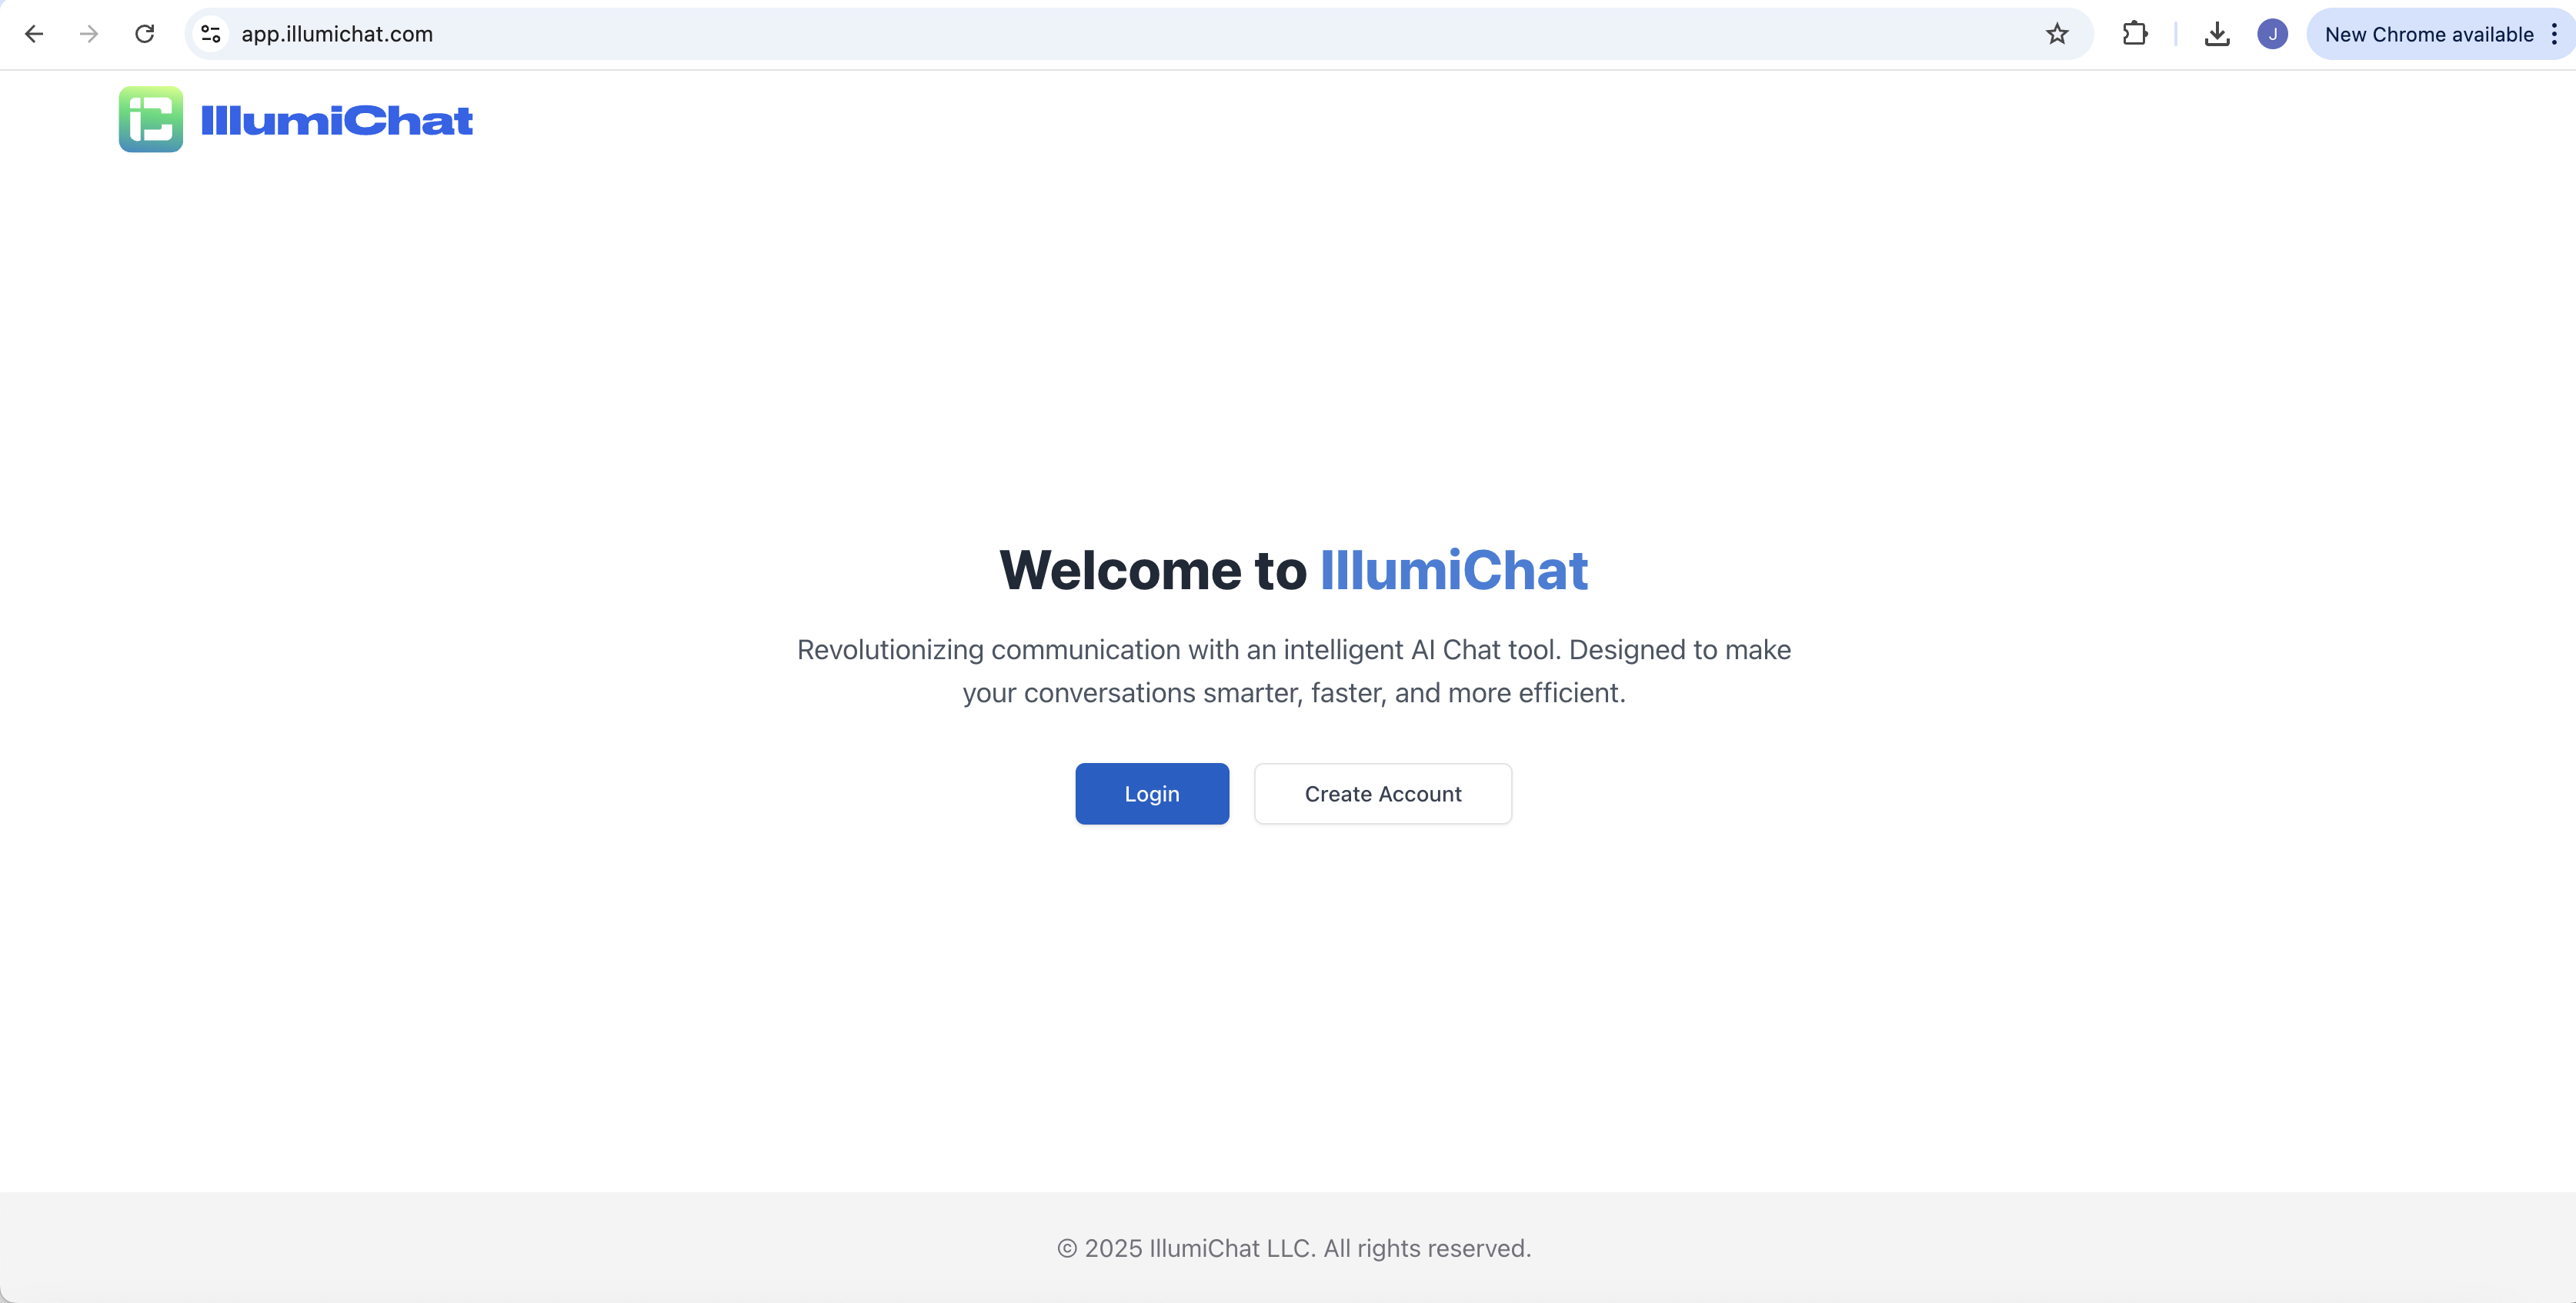 app.illumichat.com
J
New Chrome available
IllumiChat
Welcome to IllumiChat
Revolutionizing communication with an intelligent AI Chat tool. Designed to make
your conversations smarter, faster, and more efficient.
Login
Create Account
© 2025 IllumiChat LLC. All rights reserved.